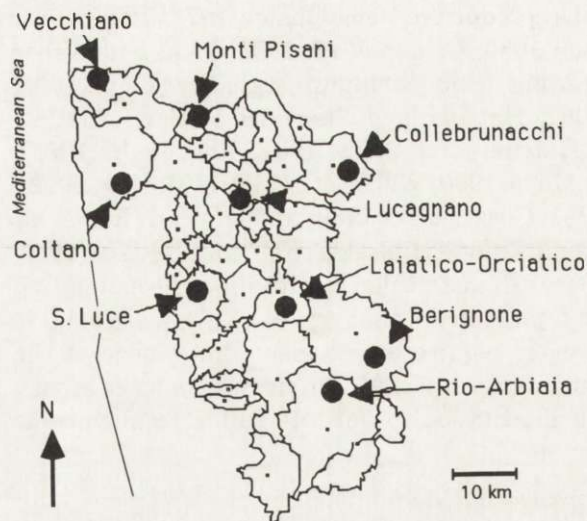 Vecchiano
Monti Pisani
Mediterranean Sea
Collebrunacchi
Lucagnano
Coltano
Laiatico-Orciatico
S. Luce
Berignone
Rio-Arbiaia
N
10 km